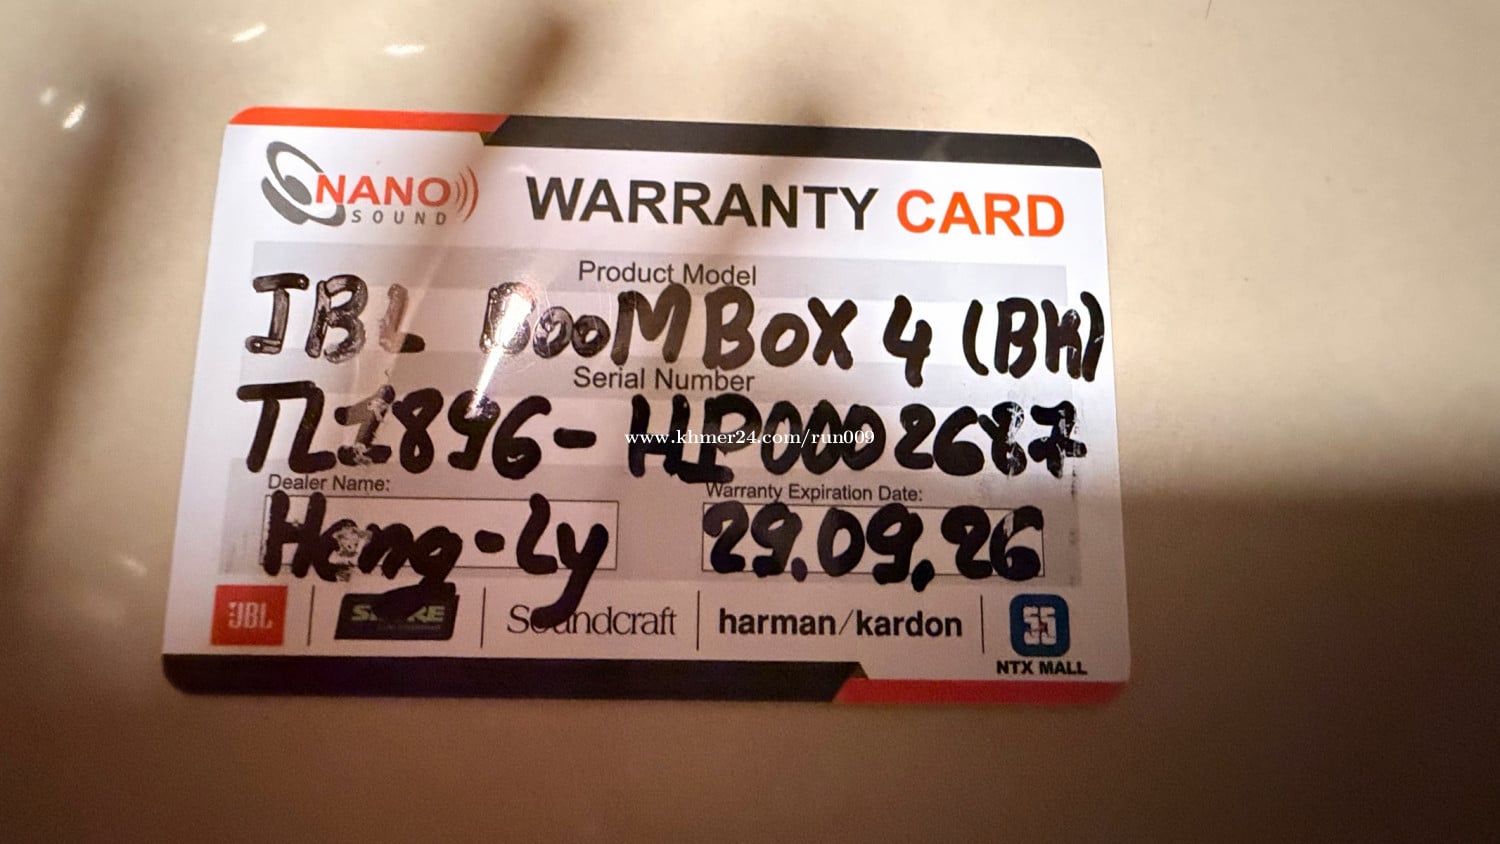 NANO SOUND
WARRANTY CARD
Product Model
JBL BooMBoX 4 (BK)
Serial Number
www.khmer24.com/run009
Dealer Name:
Warranty Expiration Date:
Heng-Ly
29.09.26
JBL
Soundcraft
harman/kardon
NTX MALL